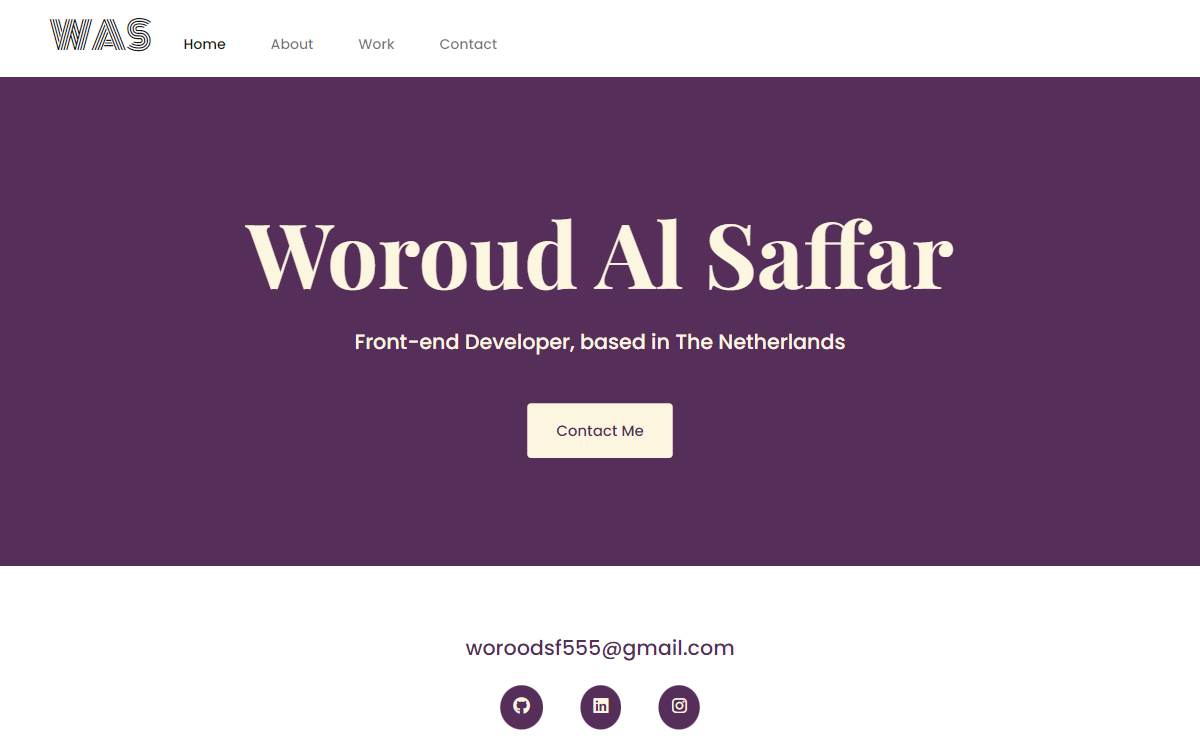 WAS
Home About Work Contact
Woroud Al Saffar
Front-end Developer, based in The Netherlands
Contact Me
woroodsf555@gmail.com
in